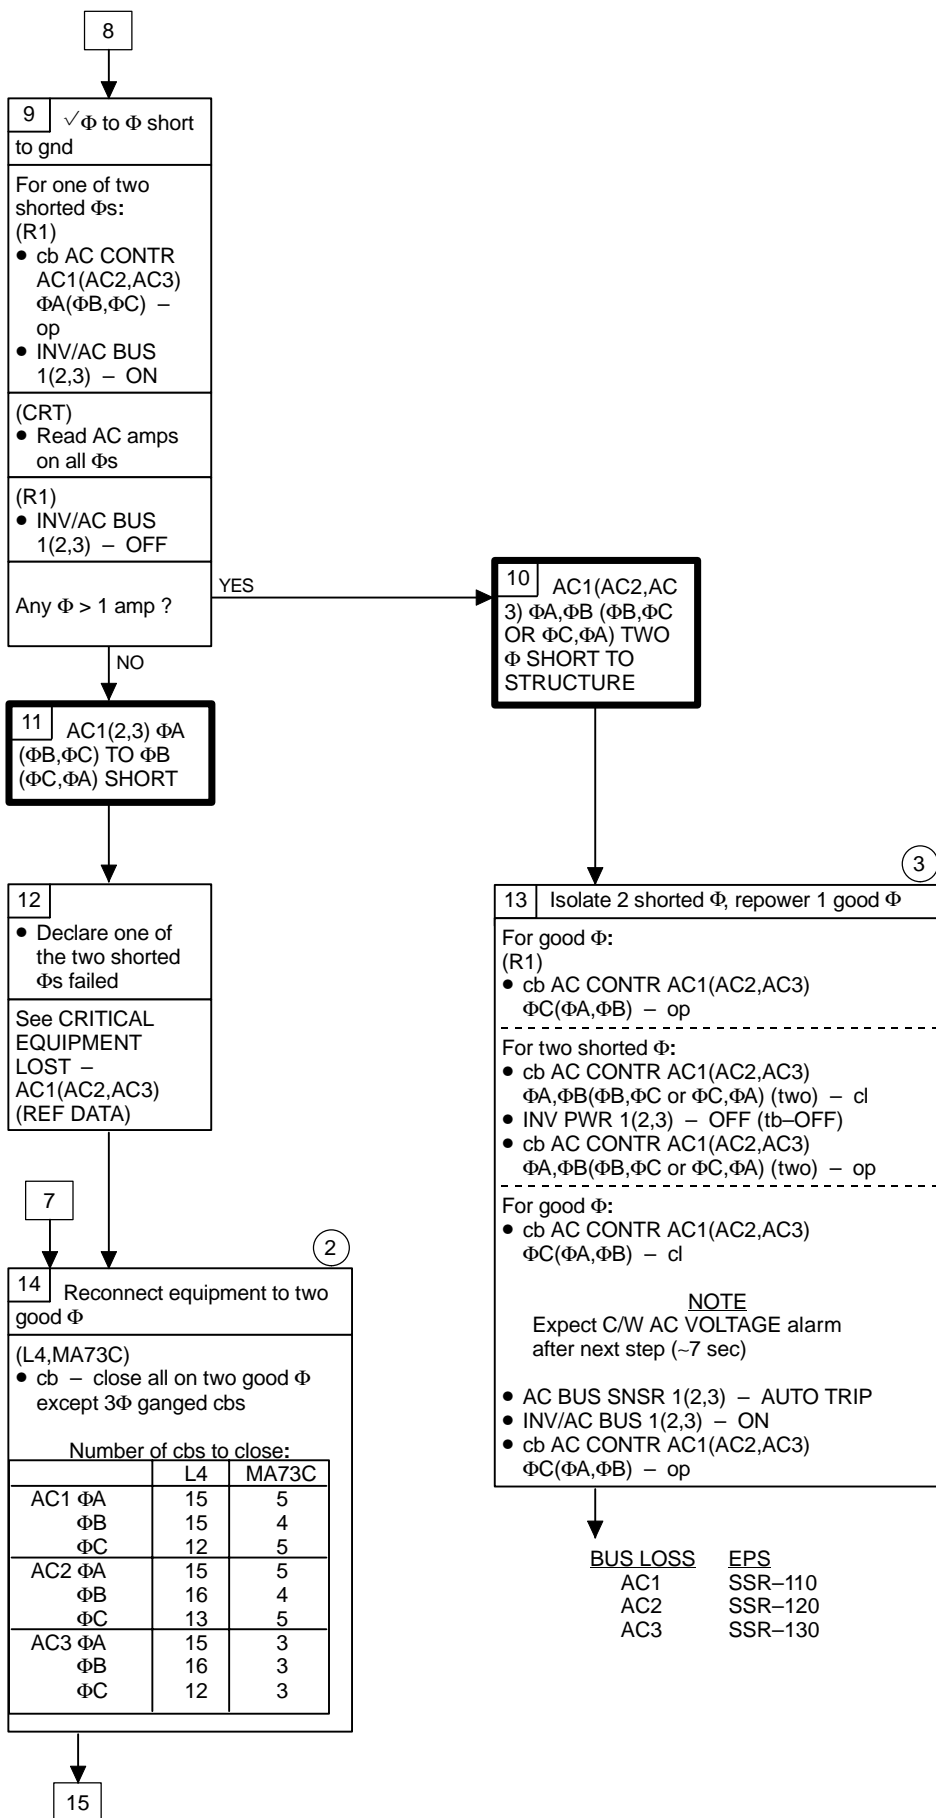 8
9 ✓Φ to Φ short
to gnd
For one of two
shorted Φs:
(R1)
• cb AC CONTR
AC1(AC2,AC3)
ΦA(ΦB,ΦC) –
op
• INV/AC BUS
1(2,3) – ON
(CRT)
• Read AC amps
on all Φs
(R1)
• INV/AC BUS
1(2,3) – OFF
Any Φ > 1 amp ?
YES
NO
10 AC1(AC2,AC
3) ΦA,ΦB (ΦB,ΦC
OR ΦC,ΦA) TWO
Φ SHORT TO
STRUCTURE
11 AC1(2,3) ΦA
(ΦB,ΦC) TO ΦB
(ΦC,ΦA) SHORT
12
• Declare one of
the two shorted
Φs failed
See CRITICAL
EQUIPMENT
LOST –
AC1(AC2,AC3)
(REF DATA)
3
13 Isolate 2 shorted Φ, repower 1 good Φ
For good Φ:
(R1)
• cb AC CONTR AC1(AC2,AC3)
ΦC(ΦA,ΦB) – op
For two shorted Φ:
• cb AC CONTR AC1(AC2,AC3)
ΦA,ΦB(ΦB,ΦC or ΦC,ΦA) (two) – cl
• INV PWR 1(2,3) – OFF (tb–OFF)
• cb AC CONTR AC1(AC2,AC3)
ΦA,ΦB(ΦB,ΦC or ΦC,ΦA) (two) – op
For good Φ:
• cb AC CONTR AC1(AC2,AC3)
ΦC(ΦA,ΦB) – cl
NOTE
Expect C/W AC VOLTAGE alarm
after next step (~7 sec)
• AC BUS SNSR 1(2,3) – AUTO TRIP
• INV/AC BUS 1(2,3) – ON
• cb AC CONTR AC1(AC2,AC3)
ΦC(ΦA,ΦB) – op
BUS LOSS EPS
AC1 SSR–110
AC2 SSR–120
AC3 SSR–130
7
2
14 Reconnect equipment to two
good Φ
(L4,MA73C)
• cb – close all on two good Φ
except 3Φ ganged cbs
Number of cbs to close:
L4 MA73C
AC1 ΦA 15 5
ΦB 15 4
ΦC 12 5
AC2 ΦA 15 5
ΦB 16 4
ΦC 13 5
AC3 ΦA 15 3
ΦB 16 3
ΦC 12 3
15